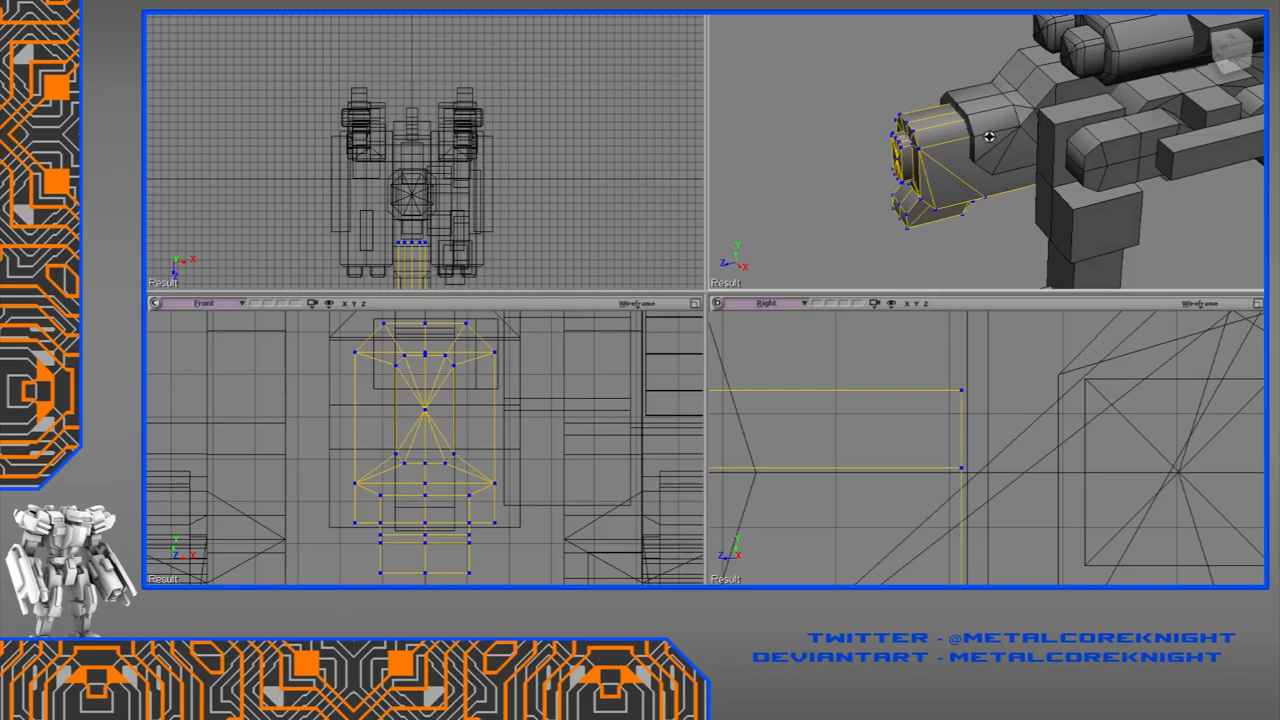 Result
Result
C Front X Y Z Wireframe
D Right X Y Z Wireframe
Result
Result
Y
X
Z
Y
Z
X
Y
Z X
Y
Z X
TWITTER - @METALCOREKNIGHT
DEVIANTART - METALCOREKNIGHT